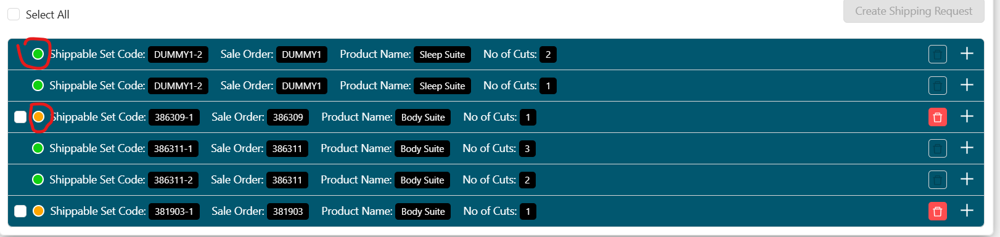 Select All
Create Shipping Request
Shippable Set Code: DUMMY1-2 Sale Order: DUMMY1 Product Name: Sleep Suite No of Cuts: 2
Shippable Set Code: DUMMY1-2 Sale Order: DUMMY1 Product Name: Sleep Suite No of Cuts: 1
Shippable Set Code: 386309-1 Sale Order: 386309 Product Name: Body Suite No of Cuts: 1
Shippable Set Code: 386311-1 Sale Order: 386311 Product Name: Body Suite No of Cuts: 3
Shippable Set Code: 386311-2 Sale Order: 386311 Product Name: Body Suite No of Cuts: 2
Shippable Set Code: 381903-1 Sale Order: 381903 Product Name: Body Suite No of Cuts: 1